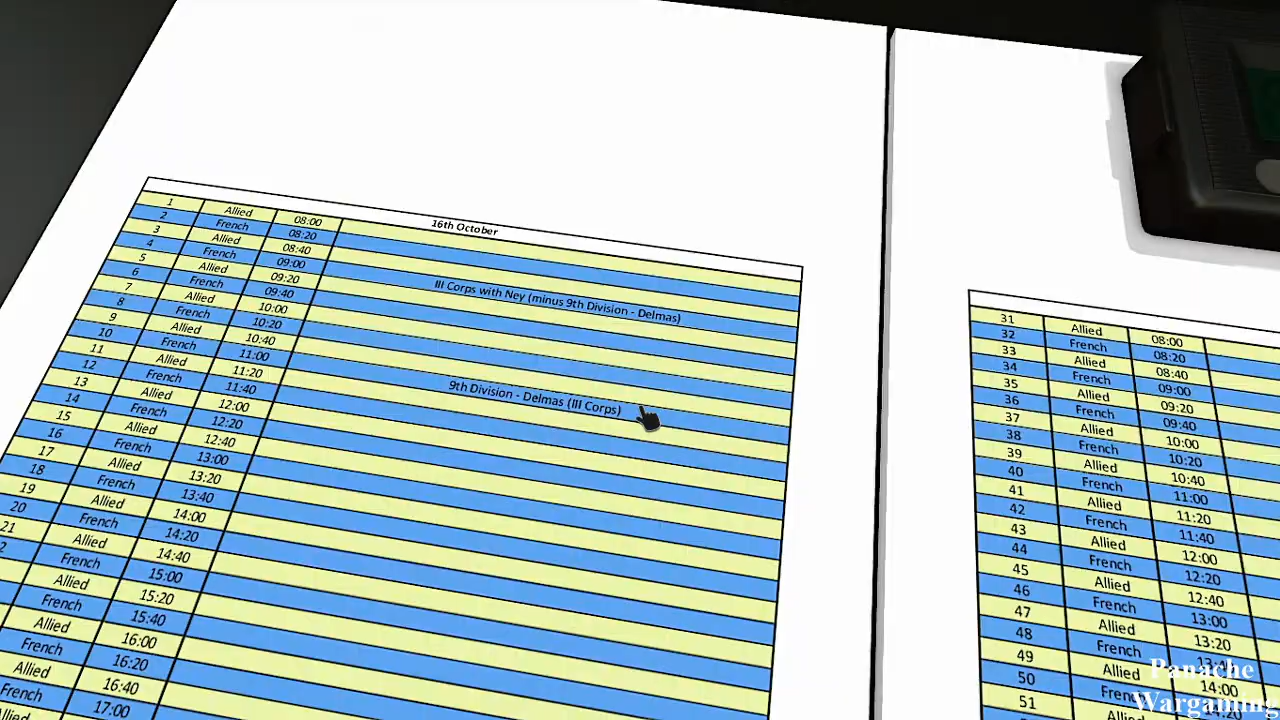 16th October
1 Allied 08:00
2 French 08:20
3 Allied 08:40
4 French 09:00 III Corps with Ney (minus 9th Division - Delmas)
5 Allied 09:20
6 French 09:40
7 Allied 10:00
8 French 10:20
9 Allied 10:40
10 French 11:00 9th Division - Delmas (III Corps)
11 Allied 11:20
12 French 11:40
13 Allied 12:00
14 French 12:20
15 Allied 12:40
16 French 13:00
17 Allied 13:20
18 French 13:40
19 Allied 14:00
20 French 14:20
21 Allied 14:40
2 French 15:00
Allied 15:20
French 15:40
Allied 16:00
French 16:20
Allied 16:40
French 17:00
31 Allied 08:00
32 French 08:20
33 Allied 08:40
34 French 09:00
35 Allied 09:20
36 French 09:40
37 Allied 10:00
38 French 10:20
39 Allied 10:40
40 French 11:00
41 Allied 11:20
42 French 11:40
43 Allied 12:00
44 French 12:20
45 Allied 12:40
46 French 13:00
47 Allied 13:20
48 French
49 Allied 14:00
50 French
51 Allied
Panache
Wargaming